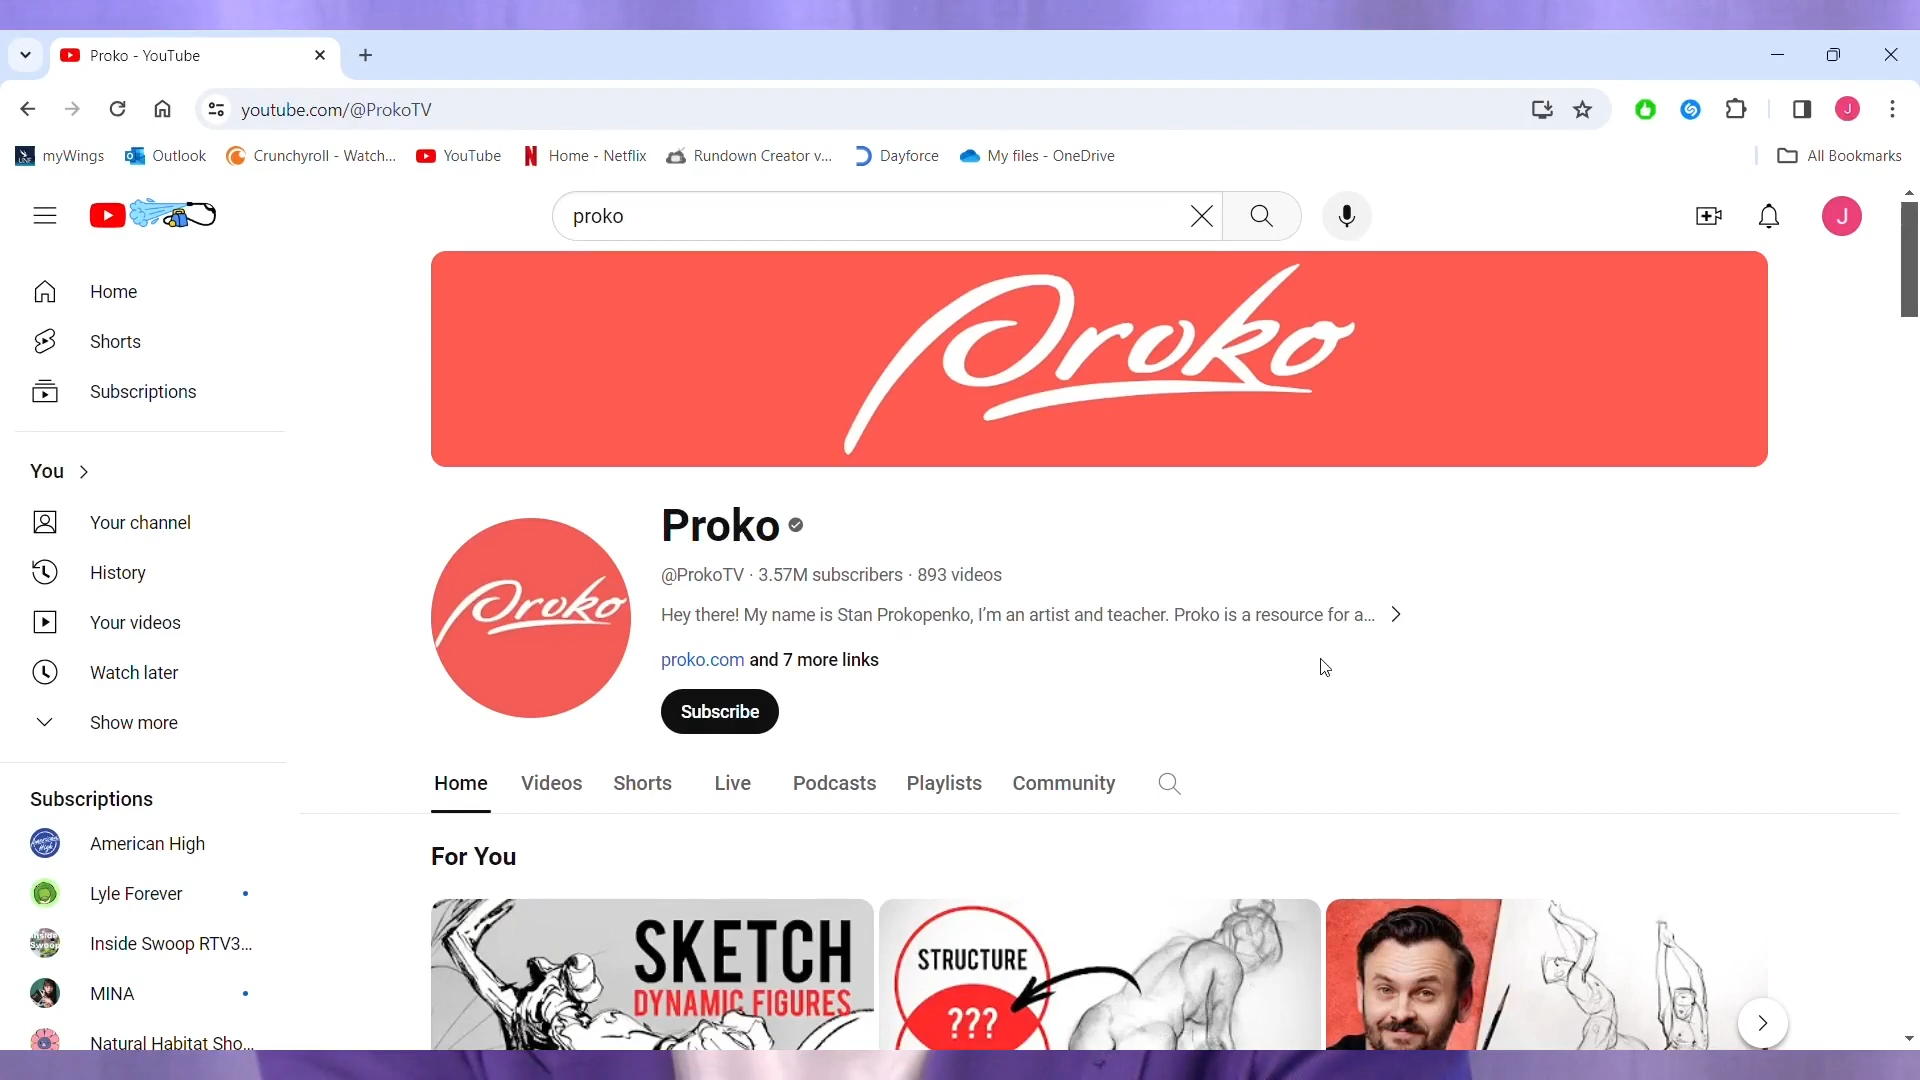 Proko - YouTube
youtube.com/@ProkoTV
J
myWings
Outlook
Crunchyroll - Watch...
YouTube
Home - Netflix
Rundown Creator v...
Dayforce
My files - OneDrive
All Bookmarks
proko
J
Home
Shorts
Subscriptions
You
Your channel
History
Your videos
Watch later
Show more
Subscriptions
American High
Lyle Forever
Inside Swoop RTV3...
MINA
Natural Habitat Sho...
Proko
Proko
Proko
@ProkoTV · 3.57M subscribers · 893 videos
Hey there! My name is Stan Prokopenko, I'm an artist and teacher. Proko is a resource for a...
proko.com and 7 more links
Subscribe
Home Videos Shorts Live Podcasts Playlists Community
For You
SKETCH
DYNAMIC FIGURES
STRUCTURE
???